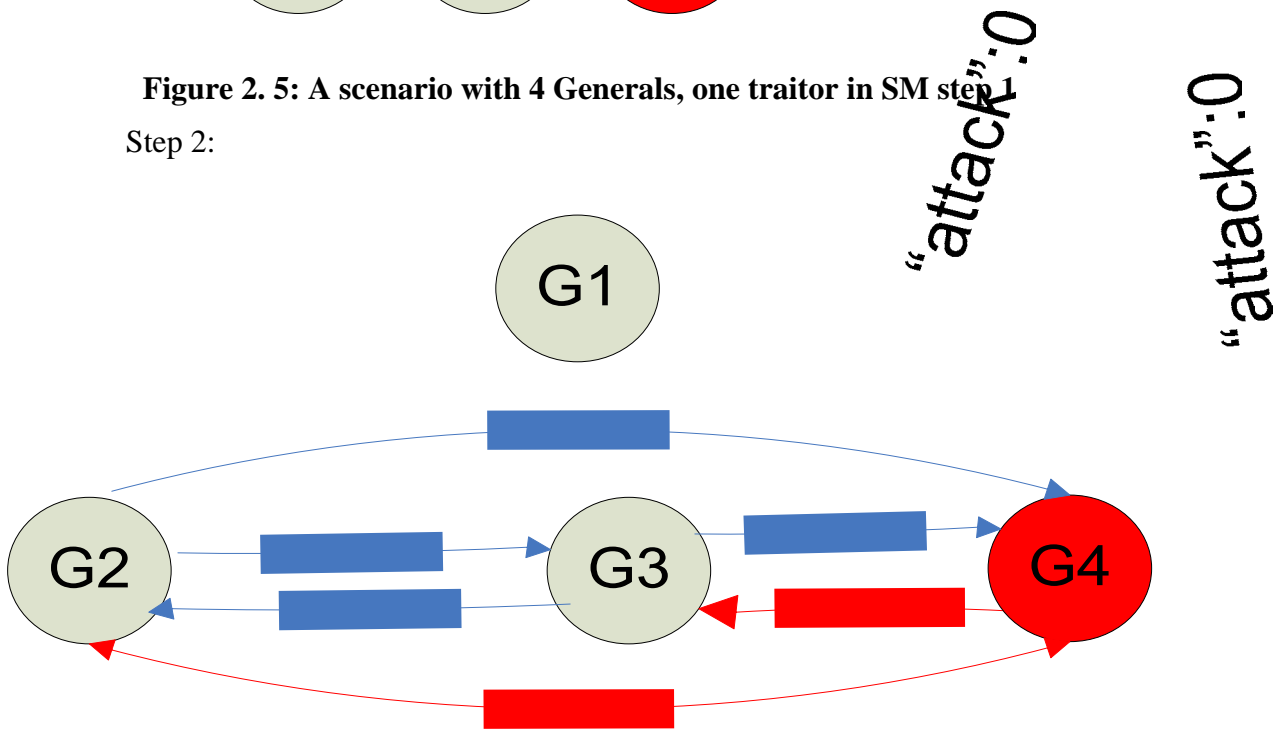 “attack”:0
“attack”:0
Figure 2. 5: A scenario with 4 Generals, one traitor in SM step 1
Step 2:
G1
G2
G3
G4